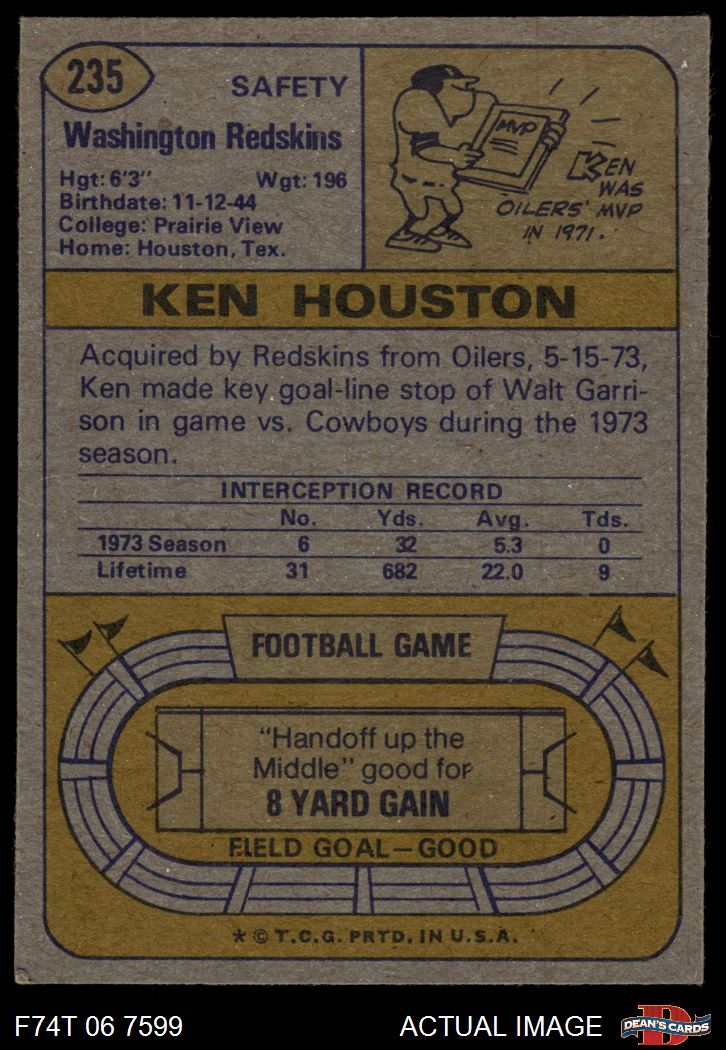 235
SAFETY
Washington Redskins
Hgt: 6'3" Wgt: 196
Birthdate: 11-12-44
College: Prairie View
Home: Houston, Tex.
MVP
KEN
WAS
OILERS' MVP
IN 1971.
KEN HOUSTON
Acquired by Redskins from Oilers, 5-15-73,
Ken made key goal-line stop of Walt Garri-
son in game vs. Cowboys during the 1973
season.
INTERCEPTION RECORD
No. Yds. Avg. Tds.
1973 Season 6 32 5.3 0
Lifetime 31 682 22.0 9
FOOTBALL GAME
"Handoff up the
Middle" good for
8 YARD GAIN
FIELD GOAL—GOOD
* © T.C.G. PRTD. IN U.S.A.
F74T 06 7599 ACTUAL IMAGE
D
DEAN'S CARDS